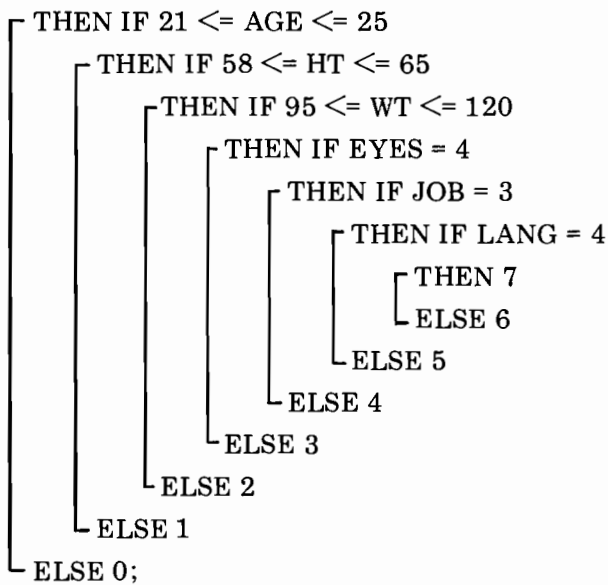 THEN IF 21 <= AGE <= 25
THEN IF 58 <= HT <= 65
THEN IF 95 <= WT <= 120
THEN IF EYES = 4
THEN IF JOB = 3
THEN IF LANG = 4
THEN 7
ELSE 6
ELSE 5
ELSE 4
ELSE 3
ELSE 2
ELSE 1
ELSE 0;